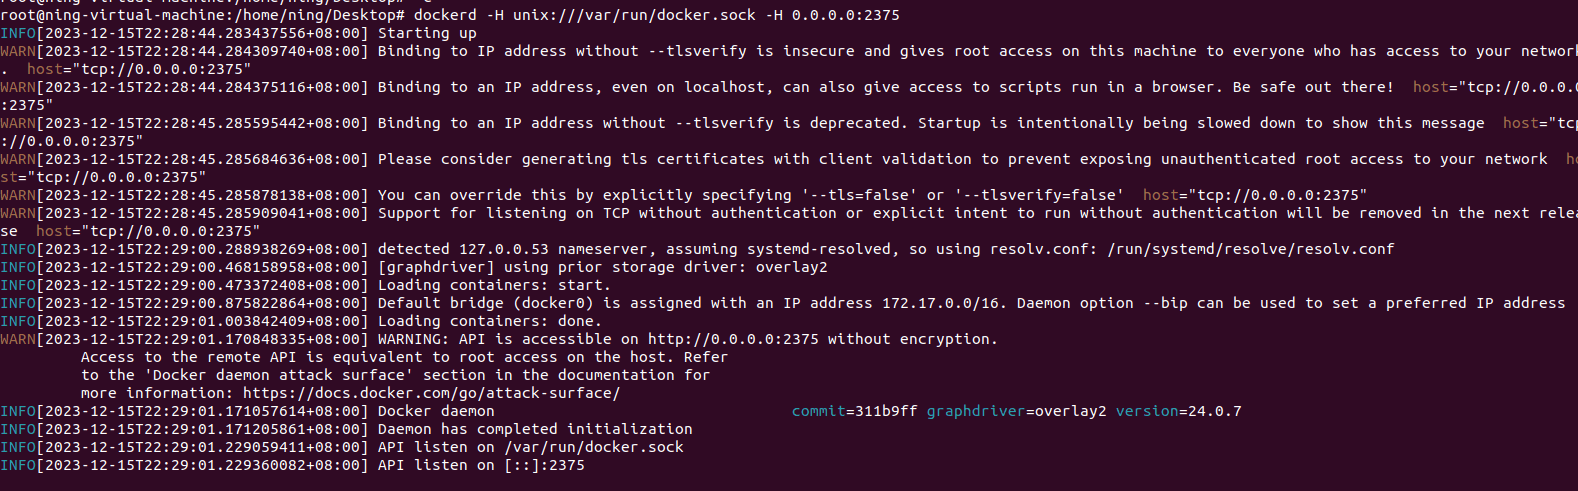 root@ning-virtual-machine:/home/ning/Desktop#
root@ning-virtual-machine:/home/ning/Desktop# dockerd -H unix:///var/run/docker.sock -H 0.0.0.0:2375
INFO[2023-12-15T22:28:44.283437556+08:00] Starting up
WARN[2023-12-15T22:28:44.284309740+08:00] Binding to IP address without --tlsverify is insecure and gives root access on this machine to everyone who has access to your network
.  host="tcp://0.0.0.0:2375"
WARN[2023-12-15T22:28:44.284375116+08:00] Binding to an IP address, even on localhost, can also give access to scripts run in a browser. Be safe out there!  host="tcp://0.0.0.0
:2375"
WARN[2023-12-15T22:28:45.285595442+08:00] Binding to an IP address without --tlsverify is deprecated. Startup is intentionally being slowed down to show this message  host="tcp
://0.0.0.0:2375"
WARN[2023-12-15T22:28:45.285684636+08:00] Please consider generating tls certificates with client validation to prevent exposing unauthenticated root access to your network  ho
st="tcp://0.0.0.0:2375"
WARN[2023-12-15T22:28:45.285878138+08:00] You can override this by explicitly specifying '--tls=false' or '--tlsverify=false'  host="tcp://0.0.0.0:2375"
WARN[2023-12-15T22:28:45.285909041+08:00] Support for listening on TCP without authentication or explicit intent to run without authentication will be removed in the next relea
se  host="tcp://0.0.0.0:2375"
INFO[2023-12-15T22:29:00.288938269+08:00] detected 127.0.0.53 nameserver, assuming systemd-resolved, so using resolv.conf: /run/systemd/resolve/resolv.conf
INFO[2023-12-15T22:29:00.468158958+08:00] [graphdriver] using prior storage driver: overlay2
INFO[2023-12-15T22:29:00.473372408+08:00] Loading containers: start.
INFO[2023-12-15T22:29:00.875822864+08:00] Default bridge (docker0) is assigned with an IP address 172.17.0.0/16. Daemon option --bip can be used to set a preferred IP address
INFO[2023-12-15T22:29:01.003842409+08:00] Loading containers: done.
WARN[2023-12-15T22:29:01.170848335+08:00] WARNING: API is accessible on http://0.0.0.0:2375 without encryption.
Access to the remote API is equivalent to root access on the host. Refer
to the 'Docker daemon attack surface' section in the documentation for
more information: https://docs.docker.com/go/attack-surface/
INFO[2023-12-15T22:29:01.171057614+08:00] Docker daemon commit=311b9ff graphdriver=overlay2 version=24.0.7
INFO[2023-12-15T22:29:01.171205861+08:00] Daemon has completed initialization
INFO[2023-12-15T22:29:01.229059411+08:00] API listen on /var/run/docker.sock
INFO[2023-12-15T22:29:01.229360082+08:00] API listen on [::]:2375